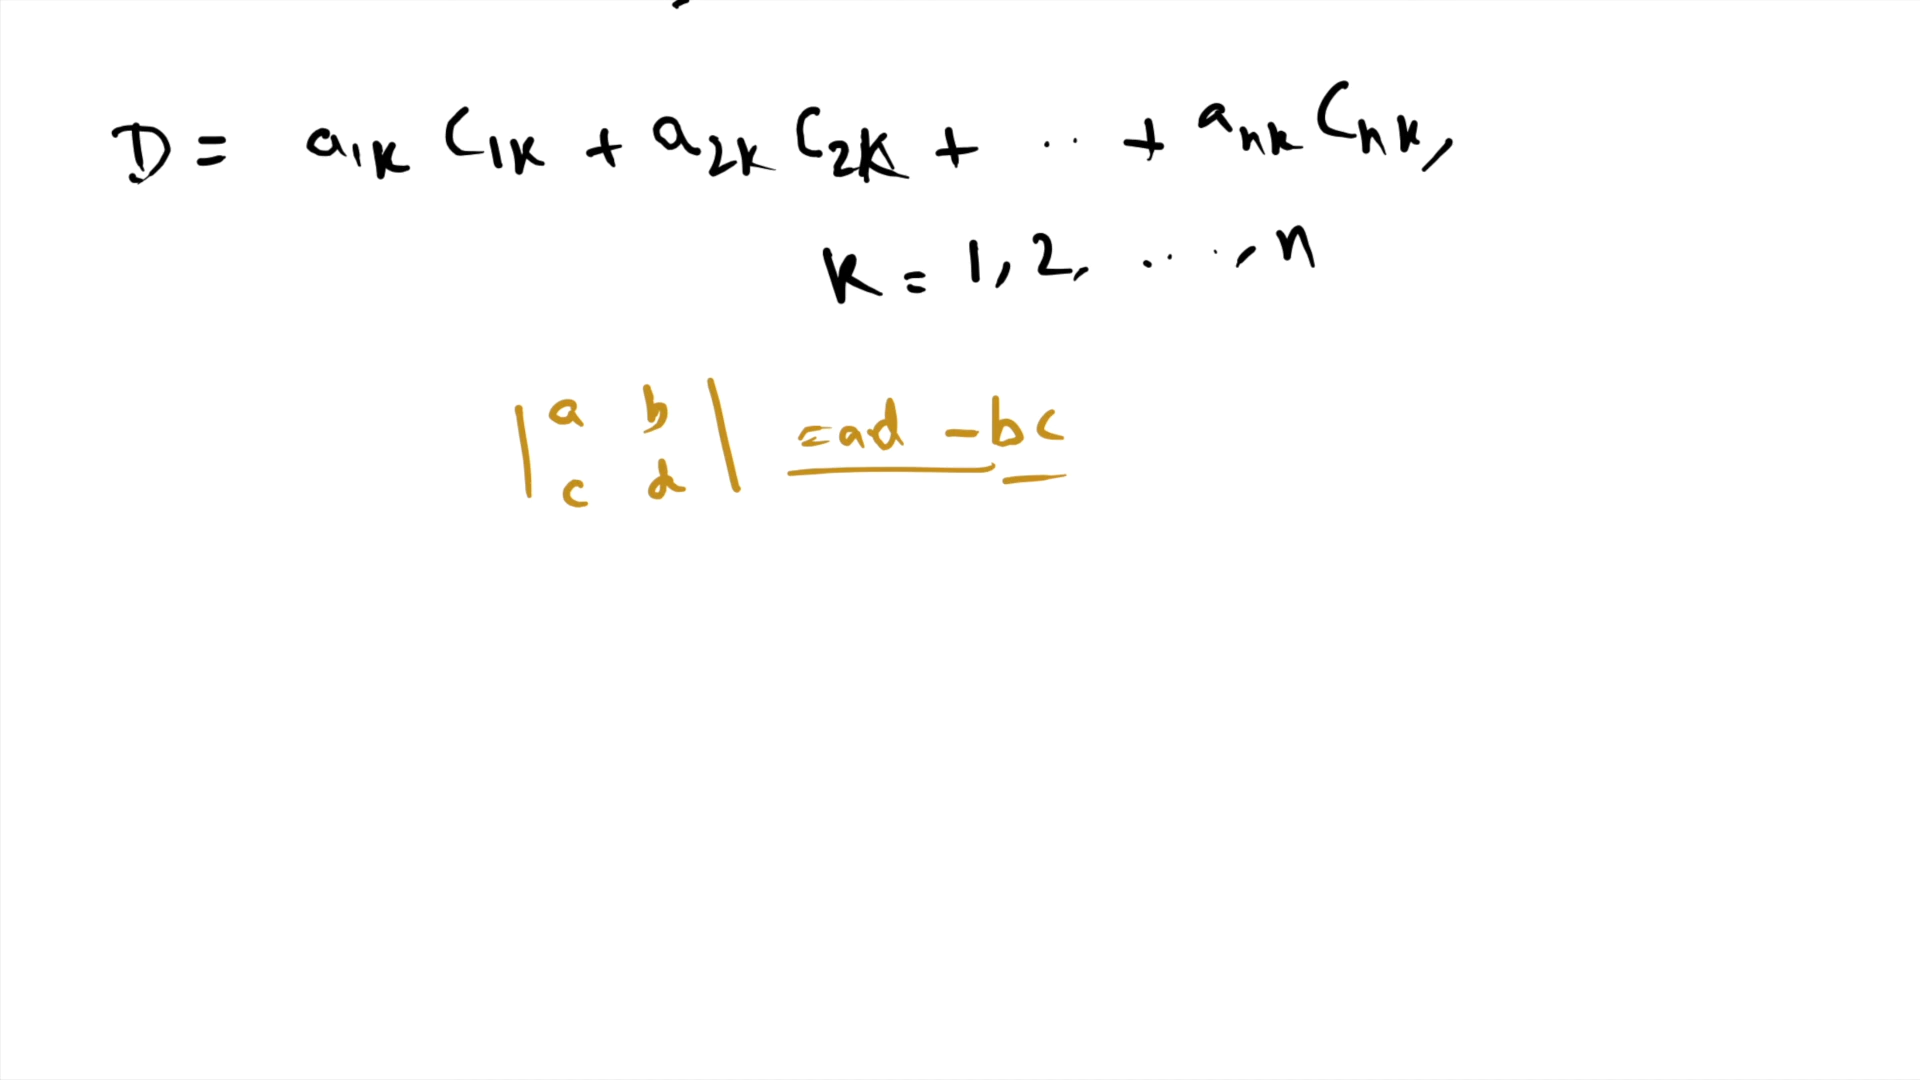 D = a₁ₖ C₁ₖ + a₂ₖ C₂ₖ + ·· + aₙₖ Cₙₖ,
k = 1, 2, ...., n
| a b | = ad - bc
| c d |